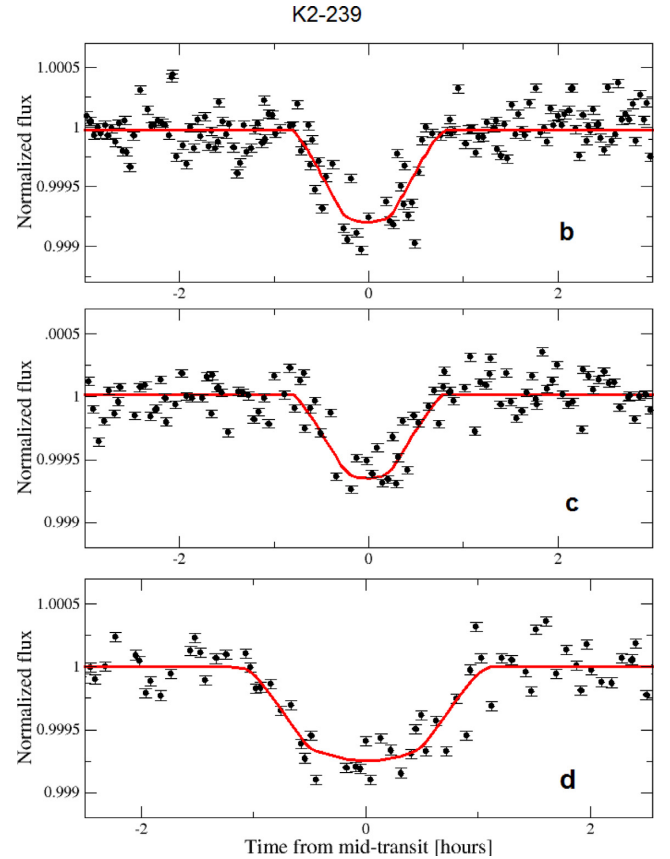 K2-239
1.0005
1
0.9995
0.999
Normalized flux
b
-2
0
2
.0005
1
0.9995
0.999
Normalized flux
c
-2
0
2
1.0005
1
0.9995
0.999
Normalized flux
d
-2
0
2
Time from mid-transit [hours]